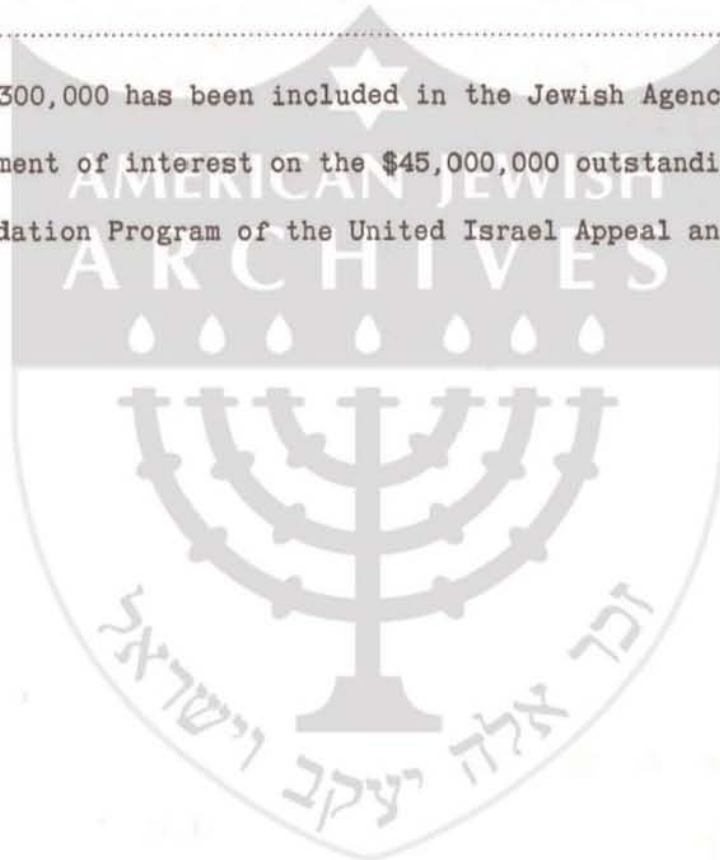 300,000 has been included in the Jewish Agenc
ment of interest on the $45,000,000 outstandi
dation Program of the United Israel Appeal an
AMERICAN JEWISH
ARCHIVES
זכר אלה יעקב וישראל